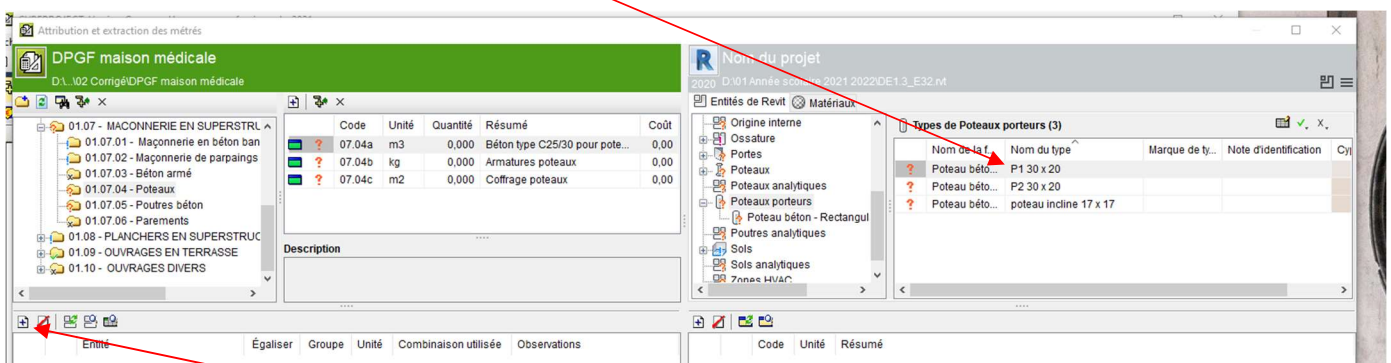 Attribution et extraction des métrés
DPGF maison médicale
D:\...\02 Corrigé\DPGF maison médicale
01.07 - MACONNERIE EN SUPERSTRL
01.07.01 - Maçonnerie en béton ban
01.07.02 - Maçonnerie de parpaings
01.07.03 - Béton armé
01.07.04 - Poteaux
01.07.05 - Poutres béton
01.07.06 - Parements
01.08 - PLANCHERS EN SUPERSTRUC
01.09 - OUVRAGES EN TERRASSE
01.10 - OUVRAGES DIVERS
Code Unité Quantité Résumé Coût
? 07.04a m3 0,000 Béton type C25/30 pour pote... 0,00
? 07.04b kg 0,000 Armatures poteaux 0,00
? 07.04c m2 0,000 Coffrage poteaux 0,00
Description
Entité Égaliser Groupe Unité Combinaison utilisée Observations
R
2020
Nom du projet
D:\01 Année scolaire 2021 2022\DE1.3_E32.rvt
Entités de Revit Matériaux
Origine interne
Ossature
Portes
Poteaux
Poteaux analytiques
Poteaux porteurs
Poteau béton - Rectangul
Poutres analytiques
Sols
Sols analytiques
Zones HVAC
Types de Poteaux porteurs (3)
Nom de la f... Nom du type Marque de ty... Note d'identification Cyp
? Poteau béto... P1 30 x 20
? Poteau béto... P2 30 x 20
? Poteau béto... poteau incline 17 x 17
Code Unité Résumé